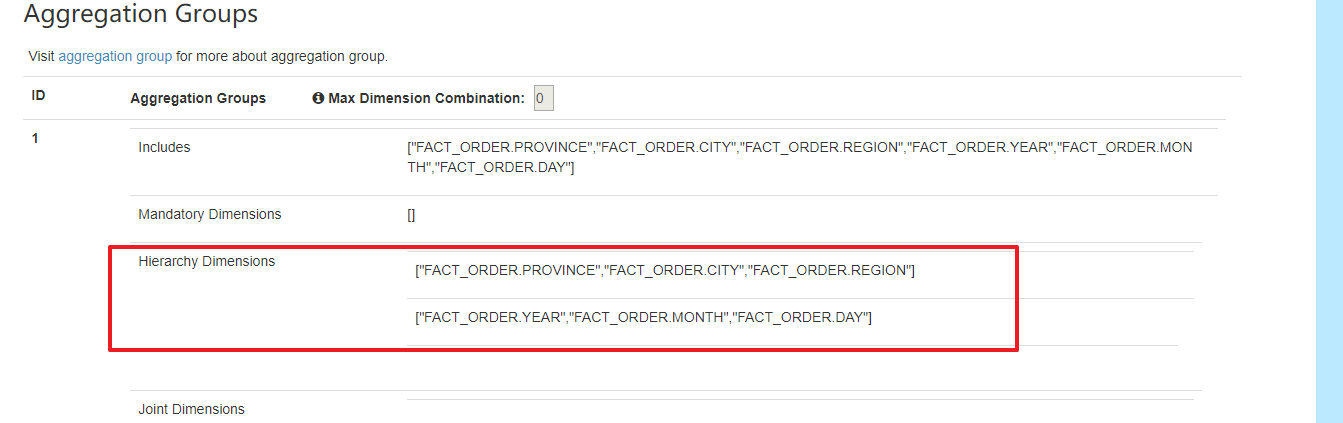 Aggregation Groups
Visit aggregation group for more about aggregation group.
ID Aggregation Groups Max Dimension Combination: 0
1
Includes ["FACT_ORDER.PROVINCE","FACT_ORDER.CITY","FACT_ORDER.REGION","FACT_ORDER.YEAR","FACT_ORDER.MON
TH","FACT_ORDER.DAY"]
Mandatory Dimensions []
Hierarchy Dimensions
["FACT_ORDER.PROVINCE","FACT_ORDER.CITY","FACT_ORDER.REGION"]
["FACT_ORDER.YEAR","FACT_ORDER.MONTH","FACT_ORDER.DAY"]
Joint Dimensions